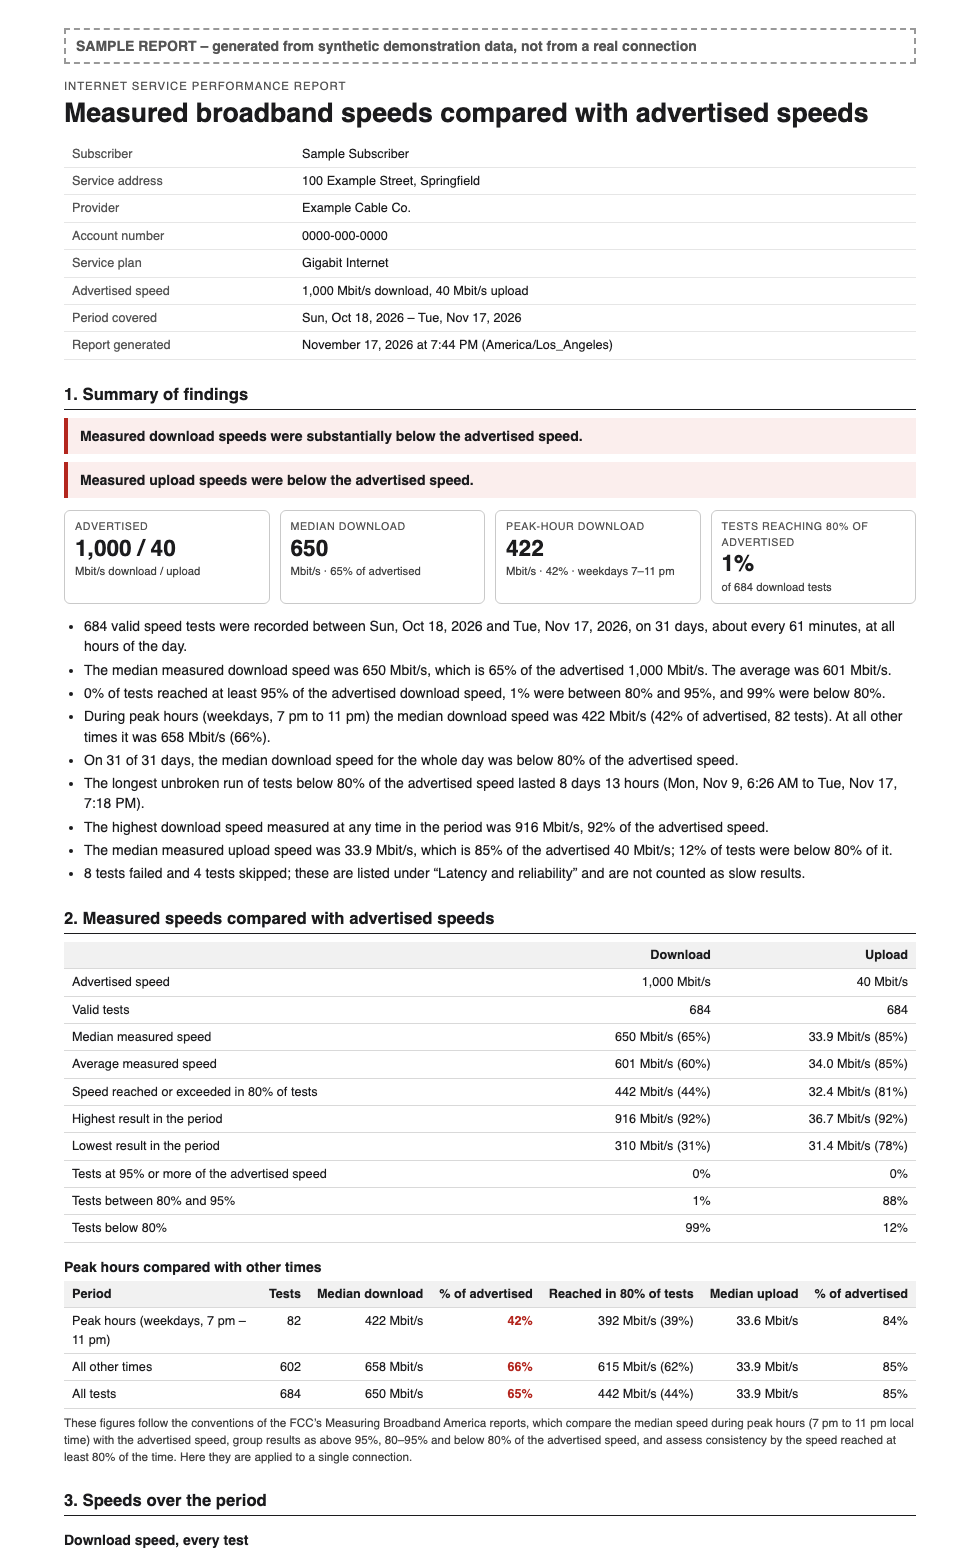 SAMPLE REPORT – generated from synthetic demonstration data, not from a real connection
INTERNET SERVICE PERFORMANCE REPORT
Measured broadband speeds compared with advertised speeds
Subscriber Sample Subscriber
Service address 100 Example Street, Springfield
Provider Example Cable Co.
Account number 0000-000-0000
Service plan Gigabit Internet
Advertised speed 1,000 Mbit/s download, 40 Mbit/s upload
Period covered Sun, Oct 18, 2026 – Tue, Nov 17, 2026
Report generated November 17, 2026 at 7:44 PM (America/Los_Angeles)
1. Summary of findings
Measured download speeds were substantially below the advertised speed.
Measured upload speeds were below the advertised speed.
ADVERTISED
1,000 / 40
Mbit/s download / upload
MEDIAN DOWNLOAD
650
Mbit/s · 65% of advertised
PEAK-HOUR DOWNLOAD
422
Mbit/s · 42% · weekdays 7–11 pm
TESTS REACHING 80% OF
ADVERTISED
1%
of 684 download tests
• 684 valid speed tests were recorded between Sun, Oct 18, 2026 and Tue, Nov 17, 2026, on 31 days, about every 61 minutes, at all
hours of the day.
• The median measured download speed was 650 Mbit/s, which is 65% of the advertised 1,000 Mbit/s. The average was 601 Mbit/s.
• 0% of tests reached at least 95% of the advertised download speed, 1% were between 80% and 95%, and 99% were below 80%.
• During peak hours (weekdays, 7 pm to 11 pm) the median download speed was 422 Mbit/s (42% of advertised, 82 tests). At all other
times it was 658 Mbit/s (66%).
• On 31 of 31 days, the median download speed for the whole day was below 80% of the advertised speed.
• The longest unbroken run of tests below 80% of the advertised speed lasted 8 days 13 hours (Mon, Nov 9, 6:26 AM to Tue, Nov 17,
7:18 PM).
• The highest download speed measured at any time in the period was 916 Mbit/s, 92% of the advertised speed.
• The median measured upload speed was 33.9 Mbit/s, which is 85% of the advertised 40 Mbit/s; 12% of tests were below 80% of it.
• 8 tests failed and 4 tests skipped; these are listed under “Latency and reliability” and are not counted as slow results.
2. Measured speeds compared with advertised speeds
Download Upload
Advertised speed 1,000 Mbit/s 40 Mbit/s
Valid tests 684 684
Median measured speed 650 Mbit/s (65%) 33.9 Mbit/s (85%)
Average measured speed 601 Mbit/s (60%) 34.0 Mbit/s (85%)
Speed reached or exceeded in 80% of tests 442 Mbit/s (44%) 32.4 Mbit/s (81%)
Highest result in the period 916 Mbit/s (92%) 36.7 Mbit/s (92%)
Lowest result in the period 310 Mbit/s (31%) 31.4 Mbit/s (78%)
Tests at 95% or more of the advertised speed 0% 0%
Tests between 80% and 95% 1% 88%
Tests below 80% 99% 12%
Peak hours compared with other times
Period Tests Median download % of advertised Reached in 80% of tests Median upload % of advertised
Peak hours (weekdays, 7 pm – 82 422 Mbit/s 42% 392 Mbit/s (39%) 33.6 Mbit/s 84%
11 pm)
All other times 602 658 Mbit/s 66% 615 Mbit/s (62%) 33.9 Mbit/s 85%
All tests 684 650 Mbit/s 65% 442 Mbit/s (44%) 33.9 Mbit/s 85%
These figures follow the conventions of the FCC’s Measuring Broadband America reports, which compare the median speed during peak hours (7 pm to 11 pm local
time) with the advertised speed, group results as above 95%, 80–95% and below 80% of the advertised speed, and assess consistency by the speed reached at
least 80% of the time. Here they are applied to a single connection.
3. Speeds over the period
Download speed, every test